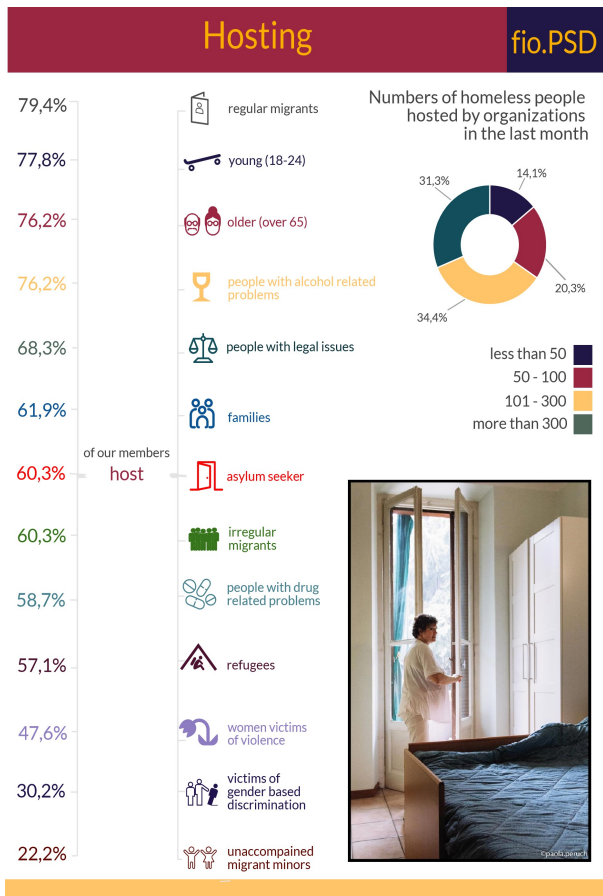 Hosting
fio.PSD
79,4%
regular migrants
77,8%
young (18-24)
76,2%
older (over 65)
76,2%
people with alcohol related
problems
68,3%
people with legal issues
61,9%
families
of our members
host
60,3%
asylum seeker
60,3%
irregular
migrants
58,7%
people with drug
related problems
57,1%
refugees
47,6%
women victims
of violence
30,2%
victims of
gender based
discrimination
22,2%
unaccompained
migrant minors
Numbers of homeless people
hosted by organizations
in the last month
31,3%
14,1%
20,3%
34,4%
less than 50
50 - 100
101 - 300
more than 300
©paola.peruch